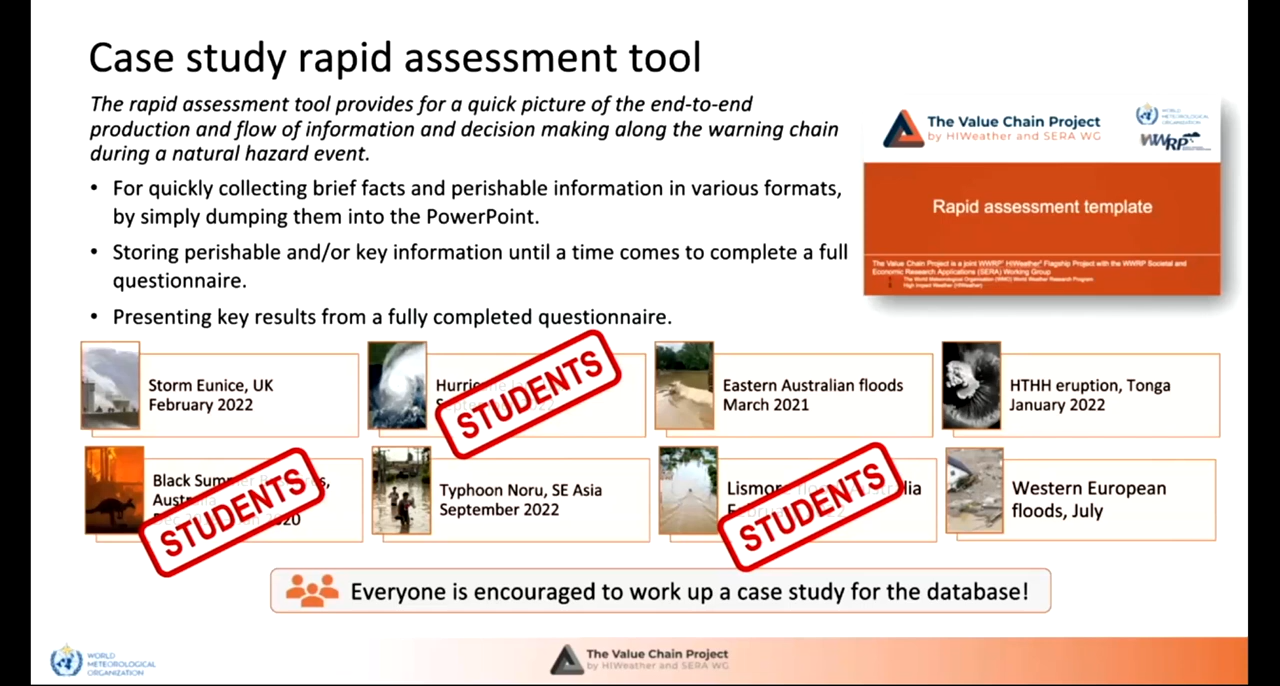 Case study rapid assessment tool
The rapid assessment tool provides for a quick picture of the end-to-end
production and flow of information and decision making along the warning chain
during a natural hazard event.
• For quickly collecting brief facts and perishable information in various formats,
by simply dumping them into the PowerPoint.
• Storing perishable and/or key information until a time comes to complete a full
questionnaire.
• Presenting key results from a fully completed questionnaire.
The Value Chain Project
by HIWeather and SERA WG
WORLD
METEOROLOGICAL
ORGANIZATION
WWRP
Rapid assessment template
The Value Chain Project is a joint WWRP HIWeather Flagship Project with the WWRP Societal and
Economic Research Applications (SERA) Working Group
The World Meteorological Organisation (WMO) World Weather Research Program
High Impact Weather (HIWeather)
Storm Eunice, UK
February 2022
STUDENTS
Eastern Australian floods
March 2021
HTHH eruption, Tonga
January 2022
Black
STUDENTS
Typhoon Noru, SE Asia
September 2022
Lismore
STUDENTS
Western European
floods, July
Everyone is encouraged to work up a case study for the database!
WORLD
METEOROLOGICAL
ORGANIZATION
The Value Chain Project
by HIWeather and SERA WG